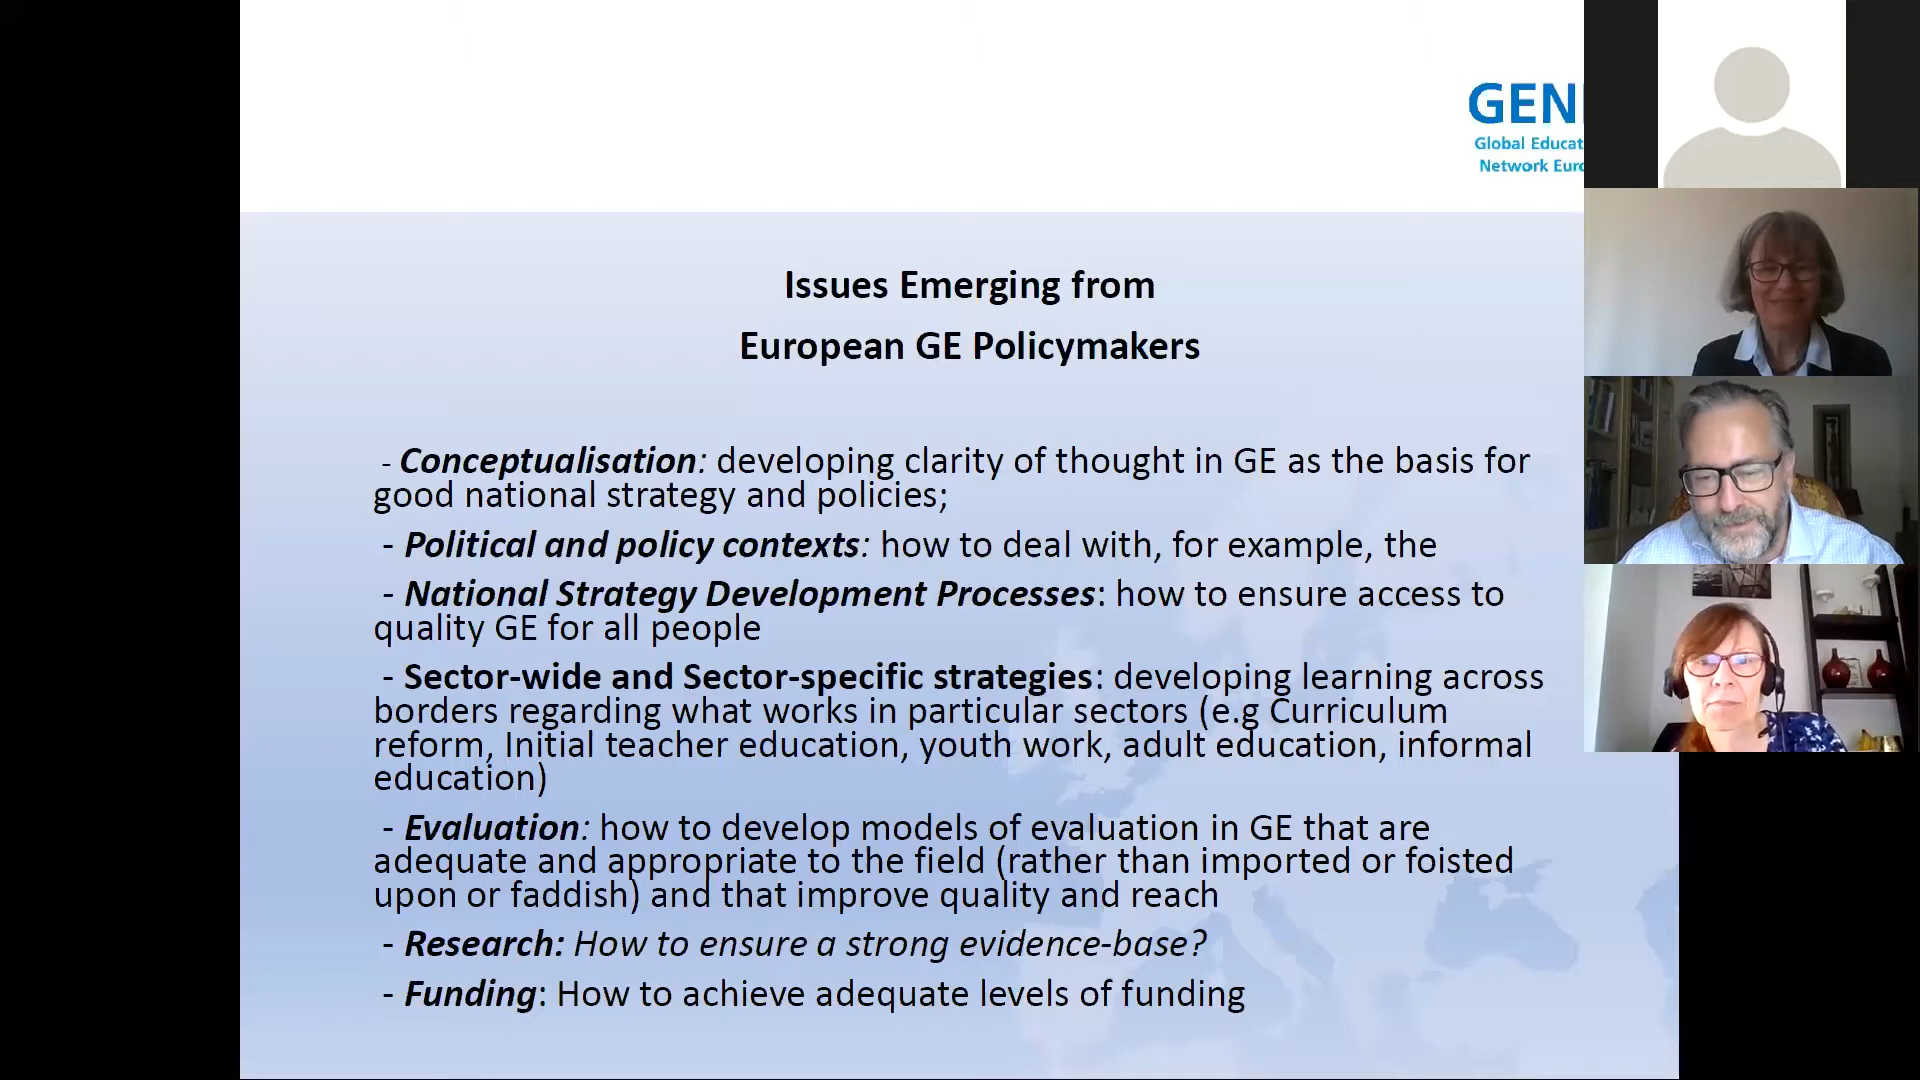 GEN
Global Educat
Network Euro
Issues Emerging from
European GE Policymakers
- Conceptualisation: developing clarity of thought in GE as the basis for
good national strategy and policies;
- Political and policy contexts: how to deal with, for example, the
- National Strategy Development Processes: how to ensure access to
quality GE for all people
- Sector-wide and Sector-specific strategies: developing learning across
borders regarding what works in particular sectors (e.g Curriculum
reform, Initial teacher education, youth work, adult education, informal
education)
- Evaluation: how to develop models of evaluation in GE that are
adequate and appropriate to the field (rather than imported or foisted
upon or faddish) and that improve quality and reach
- Research: How to ensure a strong evidence-base?
- Funding: How to achieve adequate levels of funding